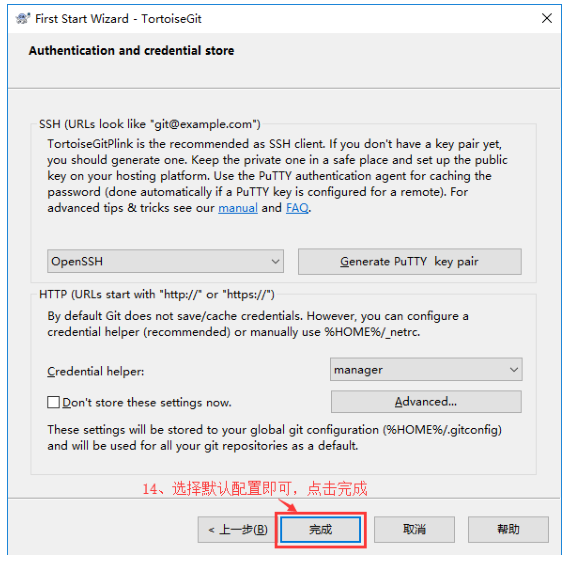 First Start Wizard - TortoiseGit
Authentication and credential store
SSH (URLs look like "git@example.com")
TortoiseGitPlink is the recommended as SSH client. If you don't have a key pair yet,
you should generate one. Keep the private one in a safe place and set up the public
key on your hosting platform. Use the PuTTY authentication agent for caching the
password (done automatically if a PuTTY key is configured for a remote). For
advanced tips & tricks see our manual and FAQ.
OpenSSH
Generate PuTTY key pair
HTTP (URLs start with "http://" or "https://")
By default Git does not save/cache credentials. However, you can configure a
credential helper (recommended) or manually use %HOME%/_netrc.
Credential helper:
manager
Don't store these settings now.
Advanced...
These settings will be stored to your global git configuration (%HOME%/.gitconfig)
and will be used for all your git repositories as a default.
14、选择默认配置即可，点击完成
< 上一步(B)
完成
取消
帮助